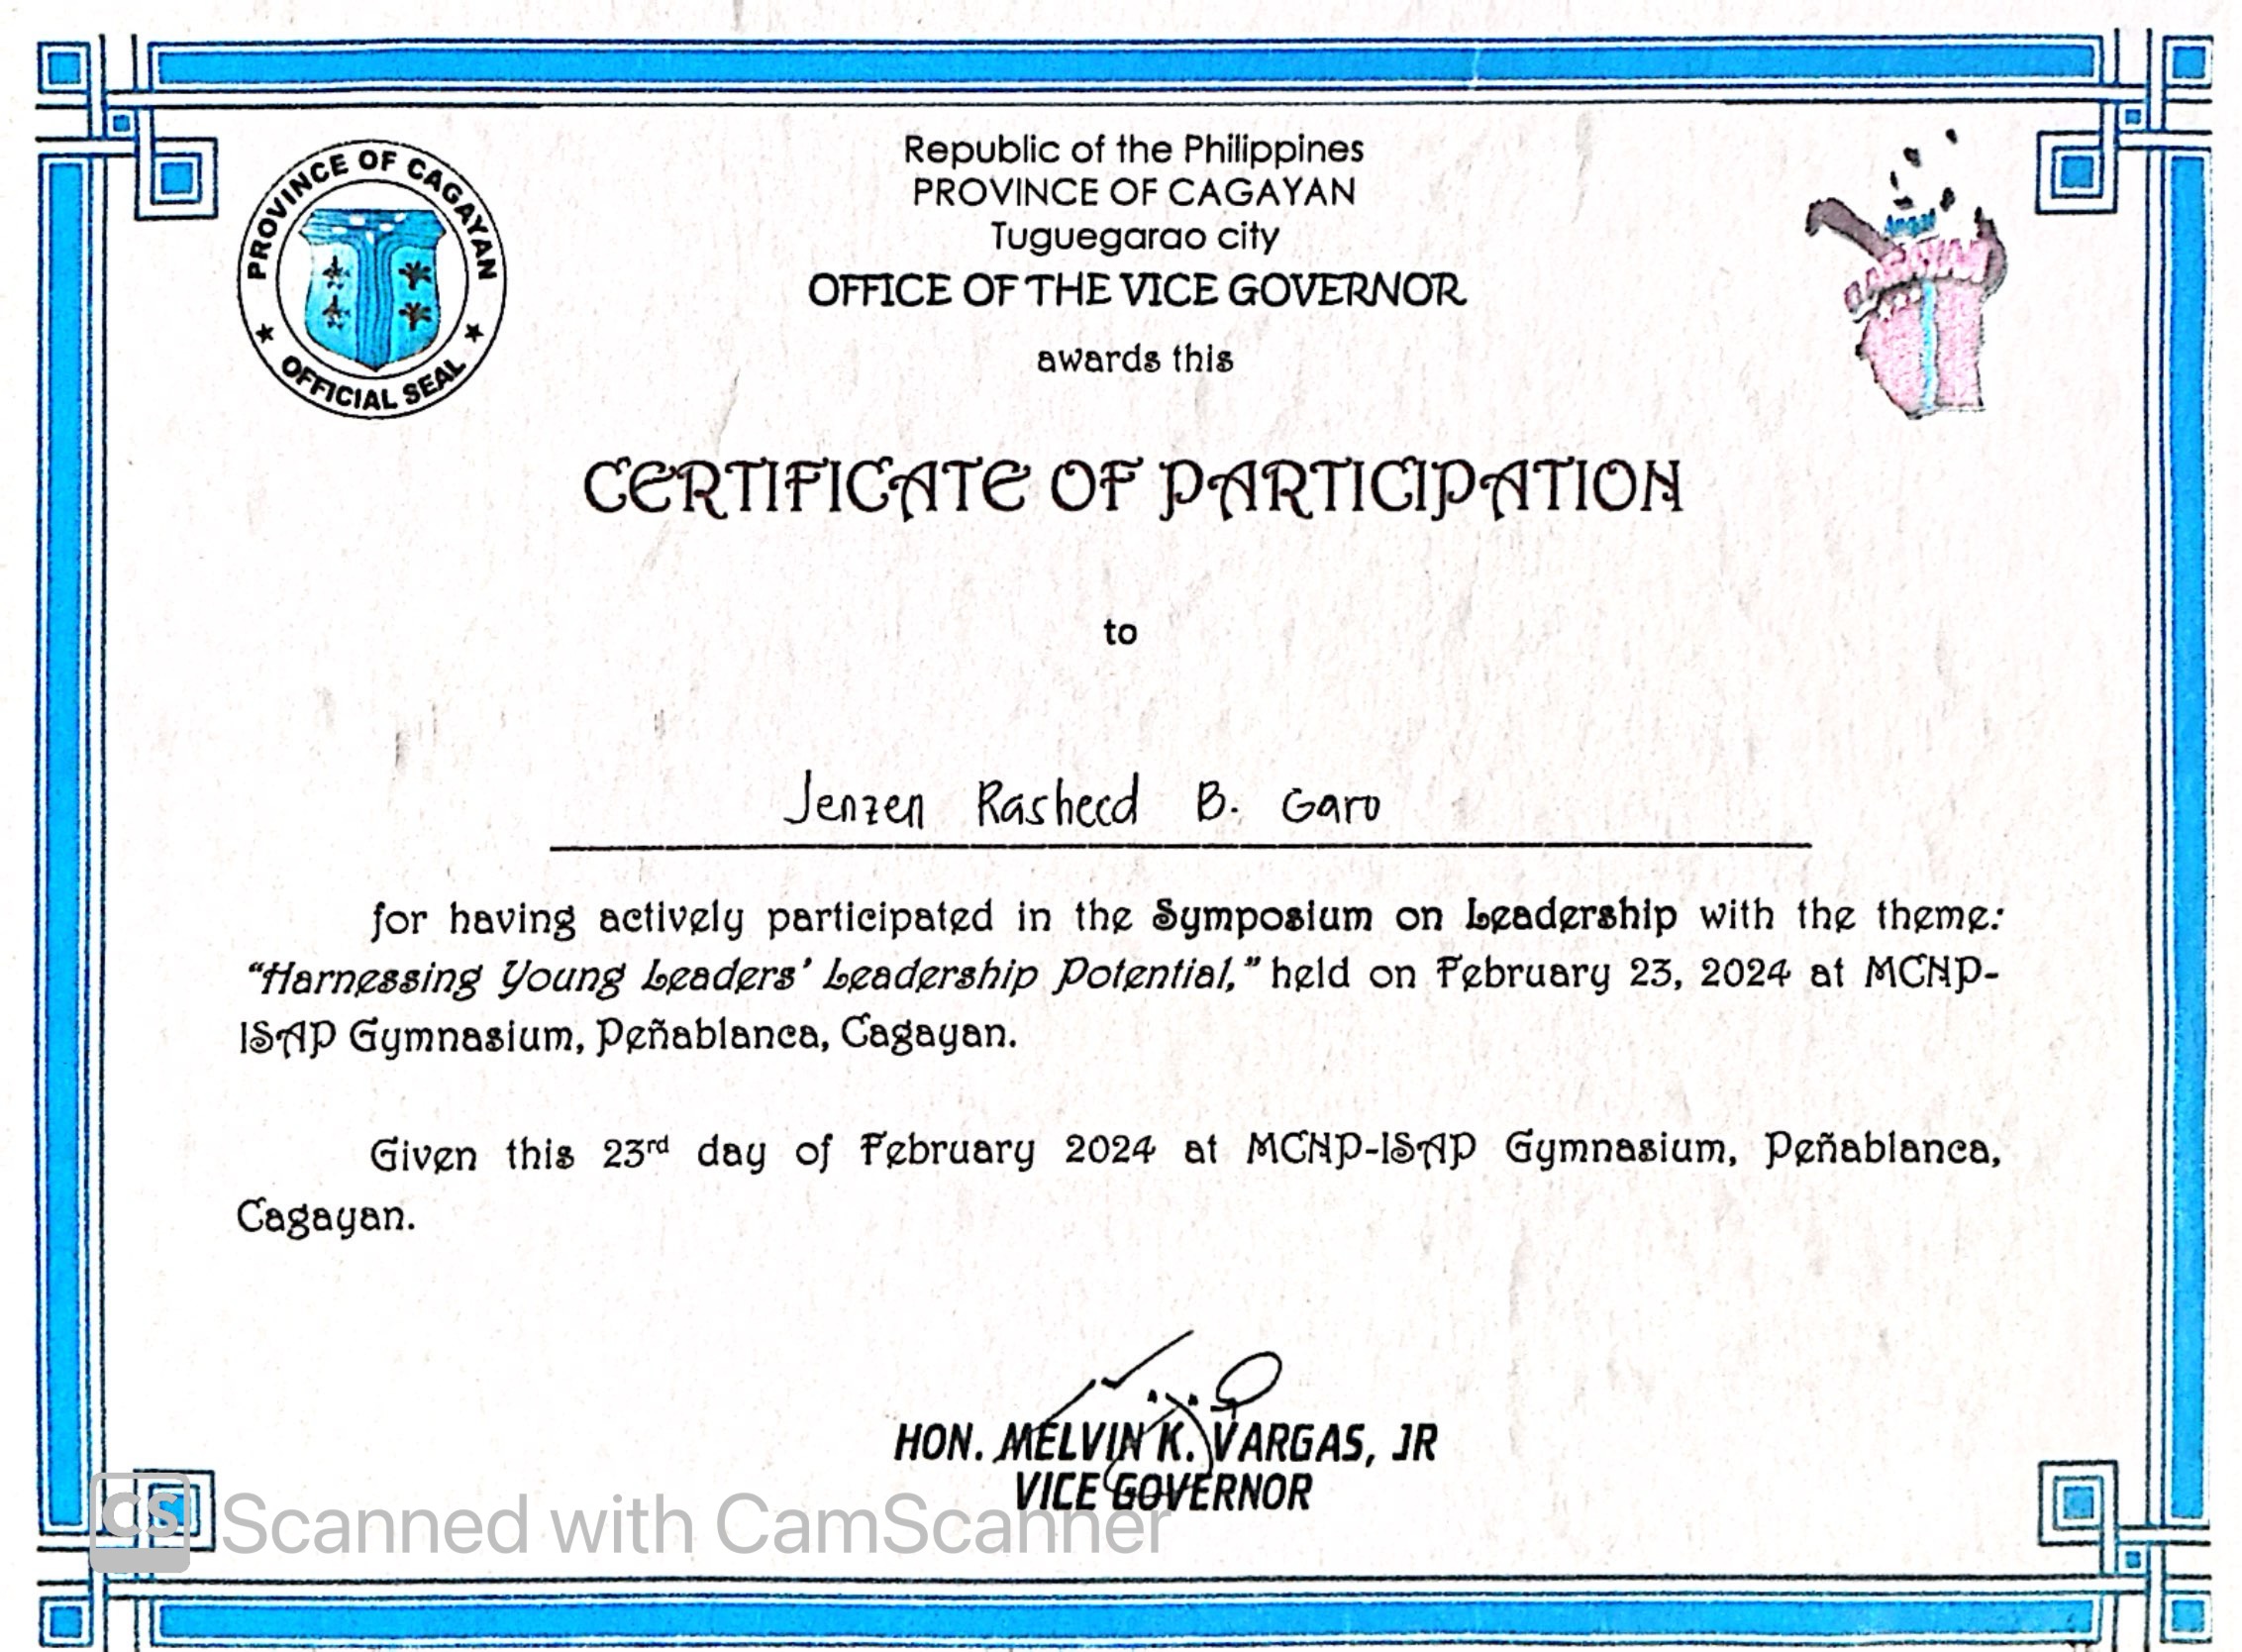 PROVINCE OF CAGAYAN
OFFICIAL SEAL
Republic of the Philippines
PROVINCE OF CAGAYAN
Tuguegarao city
OFFICE OF THE VICE GOVERNOR
awards this
CAGAYAN
CERTIFICATE OF PARTICIPATION
to
Jenzen Rasheed B. Garo
for having actively participated in the Symposium on Leadership with the theme:
“Harnessing Young Leaders’ Leadership Potential,” held on February 23, 2024 at MCNP-
ISAP Gymnasium, Peñablanca, Cagayan.
Given this 23rd day of February 2024 at MCNP-ISAP Gymnasium, Peñablanca,
Cagayan.
HON. MELVIN K. VARGAS, JR
VICE GOVERNOR
CS Scanned with CamScanner